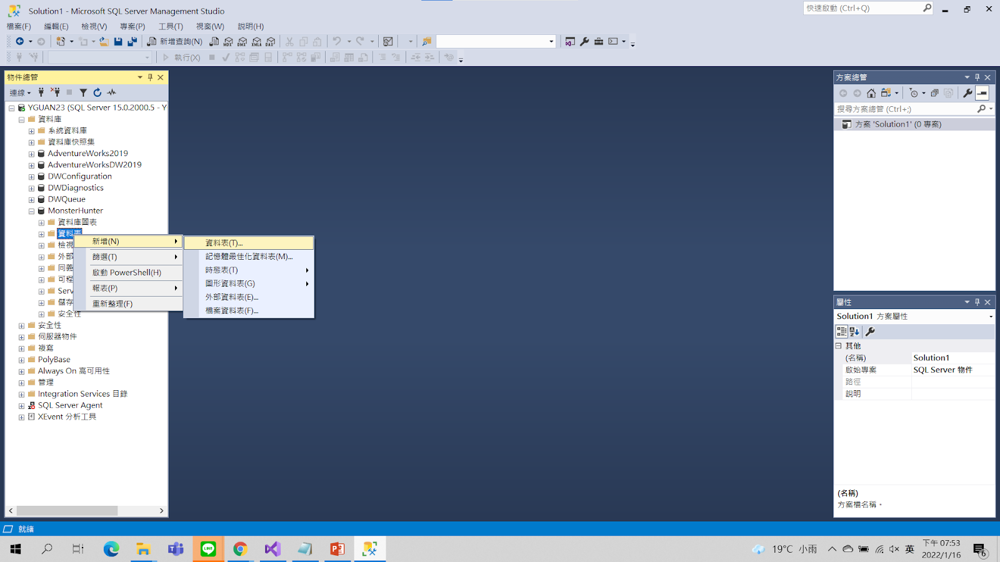 Solution1 - Microsoft SQL Server Management Studio
快速啟動 (Ctrl+Q)
檔案(F) 編輯(E) 檢視(V) 專案(P) 工具(T) 視窗(W) 說明(H)
新增查詢(N) MDX DMX XMLA DAX
執行(X)
物件總管
連線
YGUAN23 (SQL Server 15.0.2000.5 - Y
資料庫
系統資料庫
資料庫快照集
AdventureWorks2019
AdventureWorksDW2019
DWConfiguration
DWDiagnostics
DWQueue
MonsterHunter
資料庫圖表
資料表
檢視
外部
同義
可程
Serv
儲存
安全性
安全性
伺服器物件
複寫
PolyBase
Always On 高可用性
管理
Integration Services 目錄
SQL Server Agent
XEvent 分析工具
新增(N)
篩選(T)
啟動 PowerShell(H)
報表(P)
重新整理(F)
資料表(T)...
記憶體最佳化資料表(M)...
時態表(T)
圖形資料表(G)
外部資料表(E)...
檔案資料表(F)...
方案總管
搜尋方案總管 (Ctrl+;)
方案 'Solution1' (0 專案)
屬性
Solution1 方案屬性
其他
(名稱) Solution1
啟始專案 SQL Server 物件
路徑
說明
(名稱)
方案檔名稱。
就緒
LINE
19°C 小雨
英
下午 07:53
2022/1/16
6